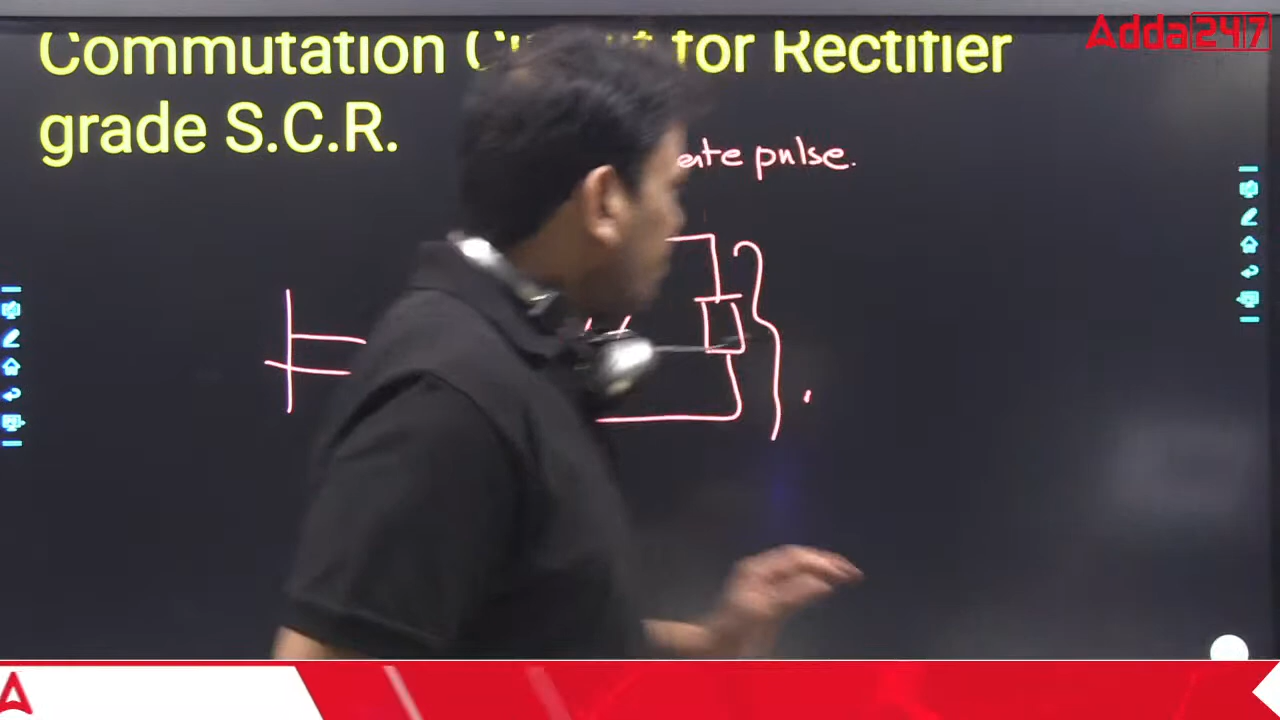 Adda247
Commutation for Rectifier
grade S.C.R.
pulse.